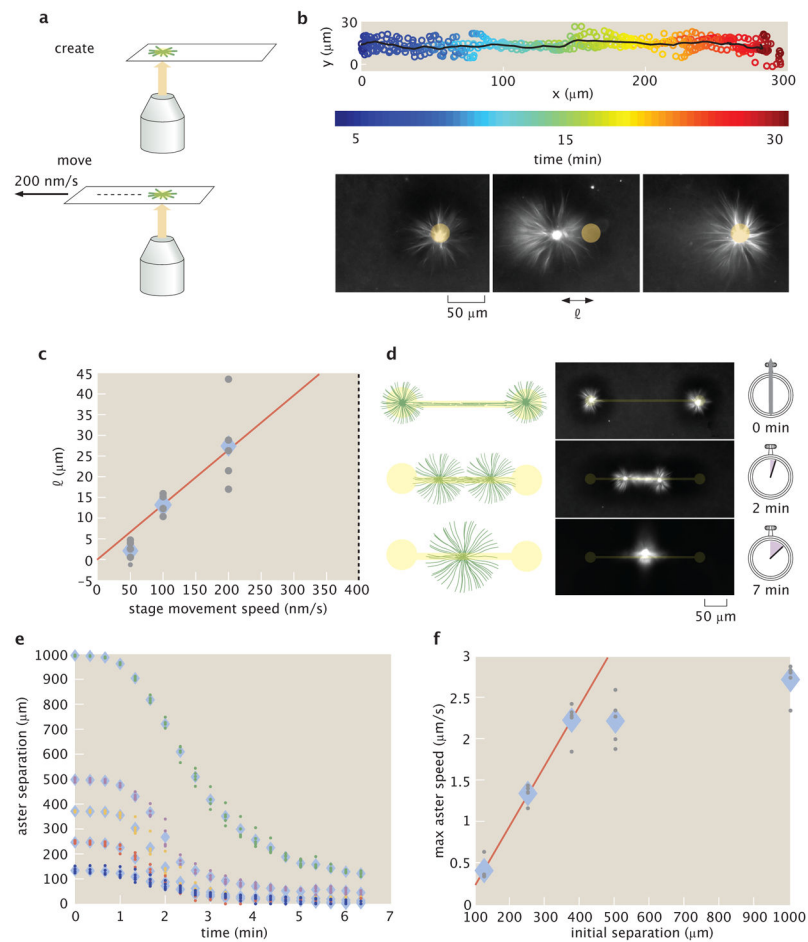 a
create
move
200 nm/s
b
30
0
y (μm)
0 100 200 300
x (μm)
5 15 30
time (min)
50 μm
ℓ
c
45
40
35
30
25
20
15
10
5
0
−5
ℓ (μm)
0 50 100 150 200 250 300 350 400
stage movement speed (nm/s)
d
0 min
2 min
7 min
50 μm
e
1000
900
800
700
600
500
400
300
200
100
0
aster separation (μm)
0 1 2 3 4 5 6 7
time (min)
f
3
2.5
2
1.5
1
0.5
0
max aster speed (μm/s)
100 200 300 400 500 600 700 800 900 1000
initial separation (μm)